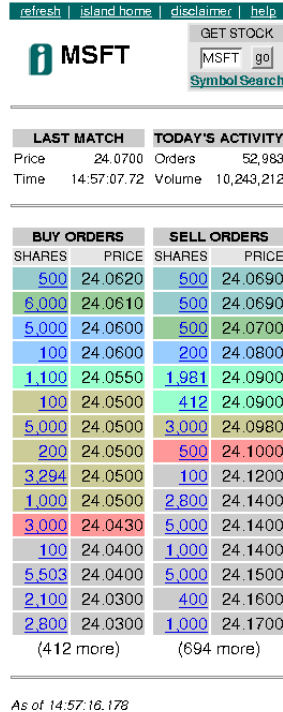 refresh | island home | disclaimer | help
MSFT
GET STOCK
MSFT go
Symbol Search
LAST MATCH TODAY'S ACTIVITY
Price 24.0700 Orders 52,983
Time 14:57:07.72 Volume 10,243,212
BUY ORDERS SELL ORDERS
SHARES PRICE SHARES PRICE
500 24.0620 500 24.0690
6,000 24.0610 500 24.0690
5,000 24.0600 500 24.0700
100 24.0600 200 24.0800
1,100 24.0550 1,981 24.0900
100 24.0500 412 24.0900
5,000 24.0500 3,000 24.0980
200 24.0500 500 24.1000
3,294 24.0500 100 24.1200
1,000 24.0500 2,800 24.1400
3,000 24.0430 5,000 24.1400
100 24.0400 1,000 24.1400
5,503 24.0400 5,000 24.1500
2,100 24.0300 400 24.1600
2,800 24.0300 1,000 24.1700
(412 more) (694 more)
As of 14:57:16.178